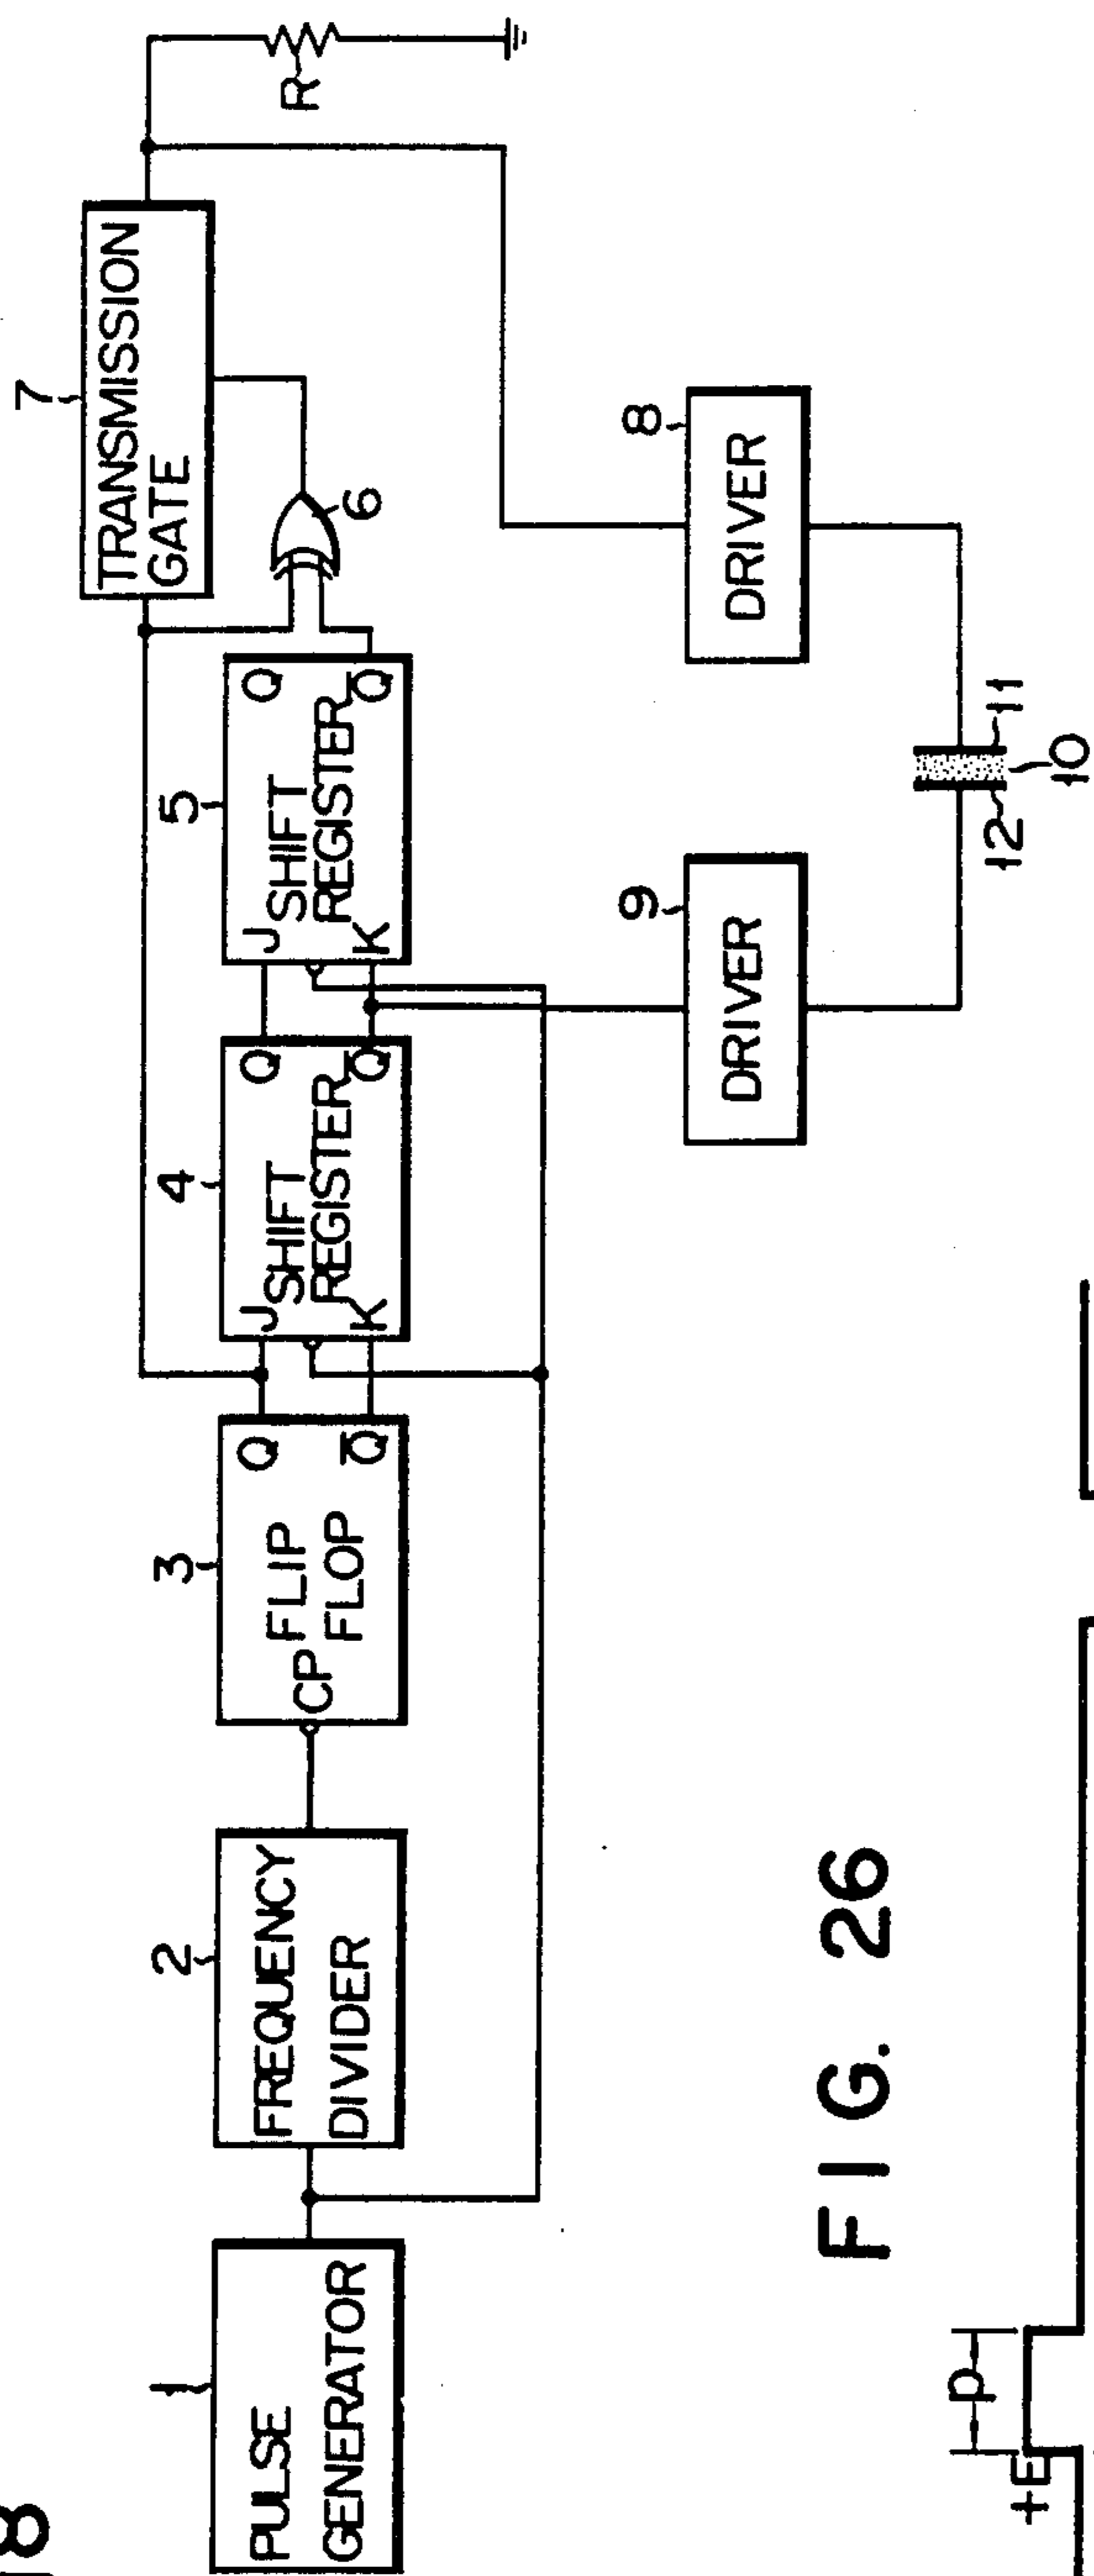 8
1
PULSE
GENERATOR
2
FREQUENCY
DIVIDER
3
CP
FLIP
FLOP
Q
Q̅
4
J
K
SHIFT
REGISTER
Q
Q̅
5
J
K
SHIFT
REGISTER
Q
Q̅
6
7
TRANSMISSION
GATE
R
9
DRIVER
8
DRIVER
12
11
10
FIG. 26
+E
P